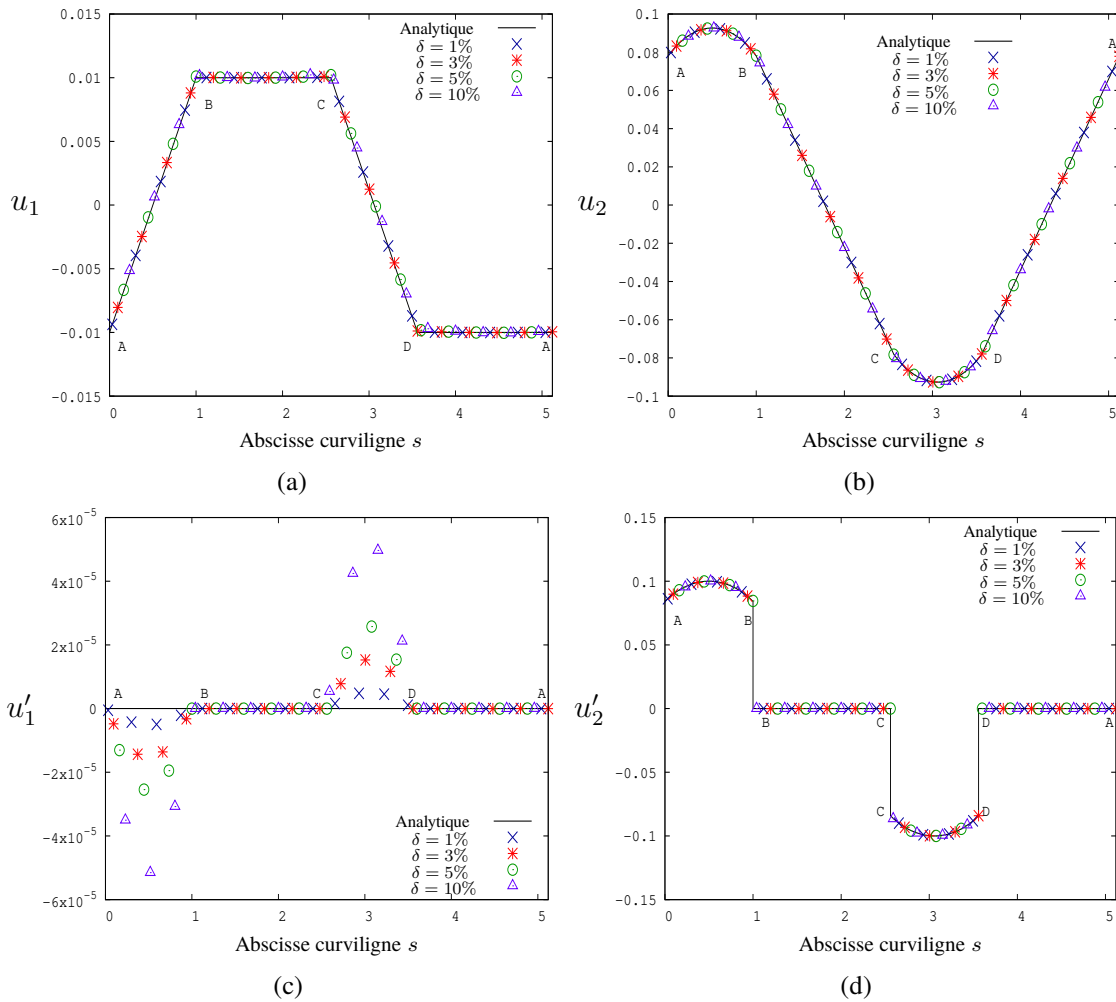 Analytique
δ = 1%
δ = 3%
δ = 5%
δ = 10%
0.015
0.010
0.005
0
-0.005
-0.010
-0.015
u₁
A
B
C
D
A
0 1 2 3 4 5
Abscisse curviligne s
(a)
Analytique
δ = 1%
δ = 3%
δ = 5%
δ = 10%
0.1
0.08
0.06
0.04
0.02
0
-0.02
-0.04
-0.06
-0.08
-0.1
u₂
A
B
C
D
A
0 1 2 3 4 5
Abscisse curviligne s
(b)
6x10⁻⁵
4x10⁻⁵
2x10⁻⁵
0
-2x10⁻⁵
-4x10⁻⁵
-6x10⁻⁵
u′₁
A
B
C
D
A
Analytique
δ = 1%
δ = 3%
δ = 5%
δ = 10%
0 1 2 3 4 5
Abscisse curviligne s
(c)
Analytique
δ = 1%
δ = 3%
δ = 5%
δ = 10%
0.15
0.1
0.05
0
-0.05
-0.1
-0.15
u′₂
A
B
B
C
D
A
C
D
0 1 2 3 4 5
Abscisse curviligne s
(d)